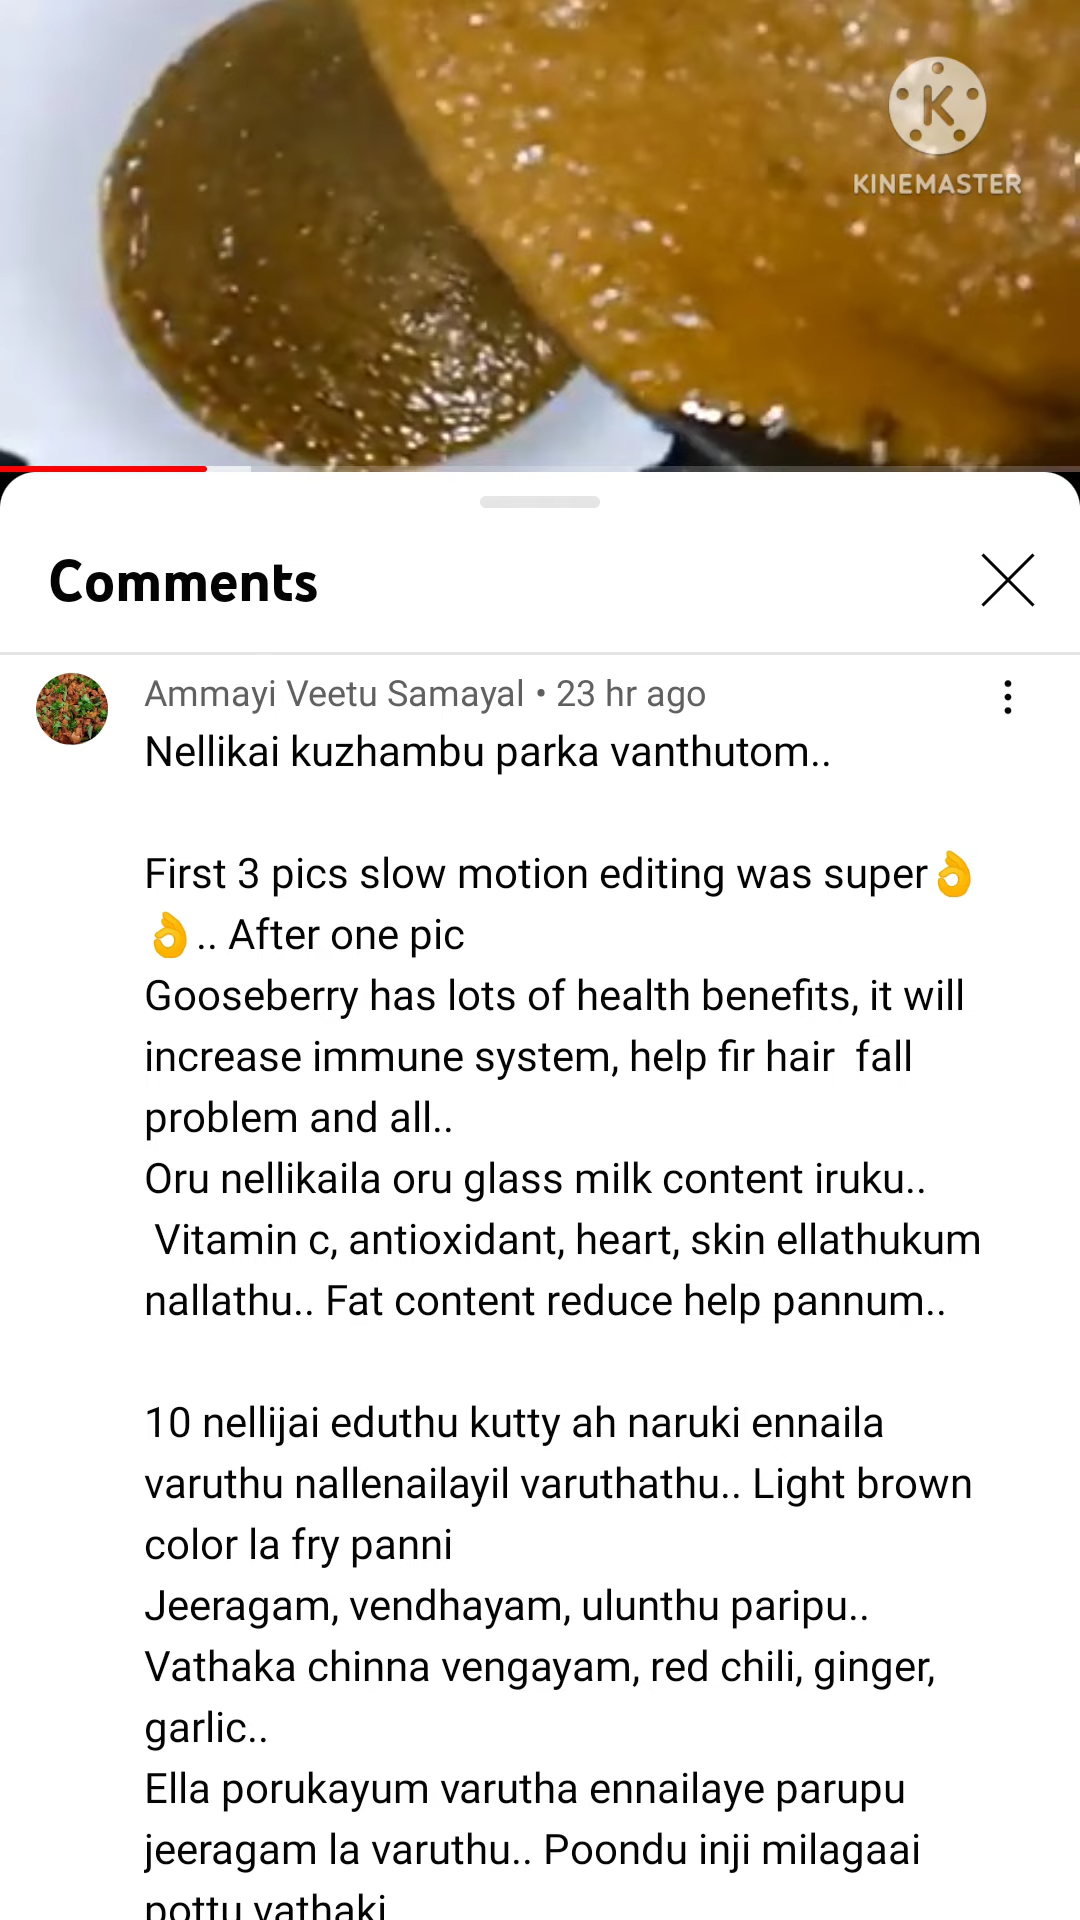 K
KINEMASTER
Comments
Ammayi Veetu Samayal • 23 hr ago
Nellikai kuzhambu parka vanthutom..
First 3 pics slow motion editing was super👌
👌.. After one pic
Gooseberry has lots of health benefits, it will
increase immune system, help fir hair  fall
problem and all..
Oru nellikaila oru glass milk content iruku..
Vitamin c, antioxidant, heart, skin ellathukum
nallathu.. Fat content reduce help pannum..
10 nellijai eduthu kutty ah naruki ennaila
varuthu nallenailayil varuthathu.. Light brown
color la fry panni
Jeeragam, vendhayam, ulunthu paripu..
Vathaka chinna vengayam, red chili, ginger,
garlic..
Ella porukayum varutha ennailaye parupu
jeeragam la varuthu.. Poondu inji milagaai
pottu vathaki